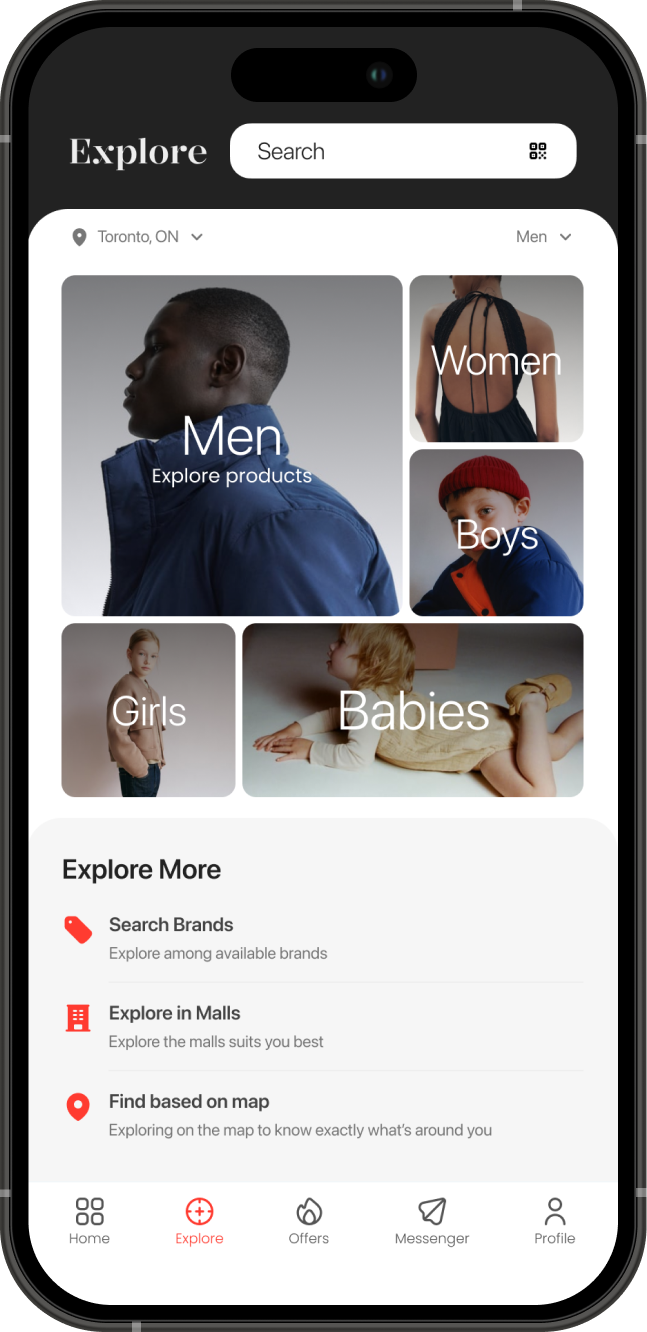 Explore
Search
Toronto, ON
Men
Men
Explore products
Women
Boys
Girls
Babies
Explore More
Search Brands
Explore among available brands
Explore in Malls
Explore the malls suits you best
Find based on map
Exploring on the map to know exactly what's around you
Home
Explore
Offers
Messenger
Profile